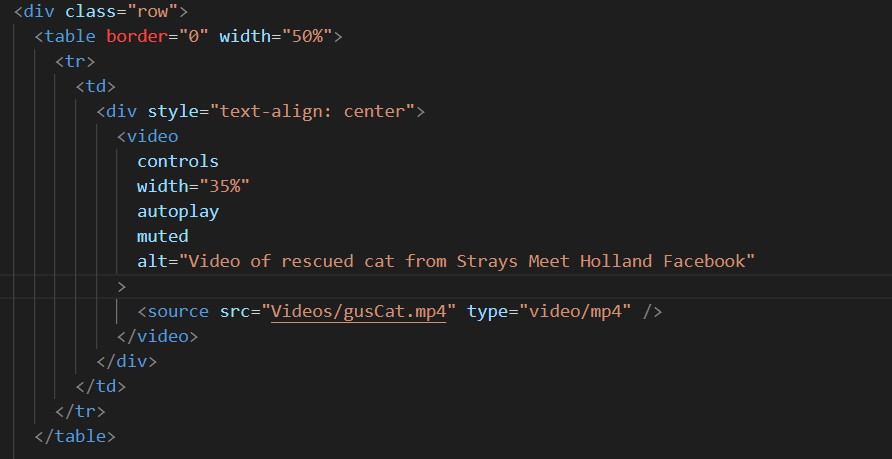 <div class="row">
<table border="0" width="50%">
<tr>
<td>
<div style="text-align: center">
<video
controls
width="35%"
autoplay
muted
alt="Video of rescued cat from Strays Meet Holland Facebook"
>
<source src="Videos/gusCat.mp4" type="video/mp4" />
</video>
</div>
</td>
</tr>
</table>